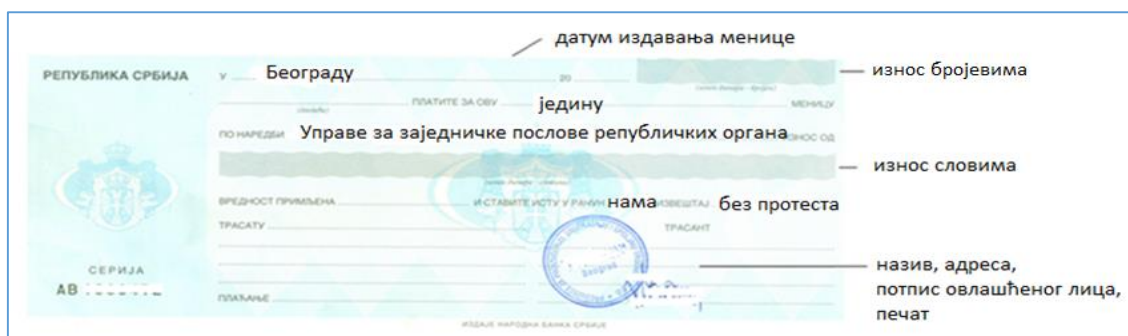 датум издавања менице
РЕПУБЛИКА СРБИЈА У Београду 20 износ бројевима
ПЛАТИТЕ ЗА ОВУ једину МЕНИЦУ
ПО НАРЕДБИ Управе за заједничке послове републичких органа ИЗНОС ОД
износ словима
ВРЕДНОСТ ПРИМЉЕНА И СТАВИТЕ ИСТУ У РАЧУН нама ИЗВЕШТАЈ без протеста
ТРАСАТУ ТРАСАНТ
Београд
СЕРИЈА
АВ
назив, адреса,
потпис овлашћеног лица,
печат
ПЛАЋАЊЕ
ИЗДАЈЕ НАРОДНА БАНКА СРБИЈЕ